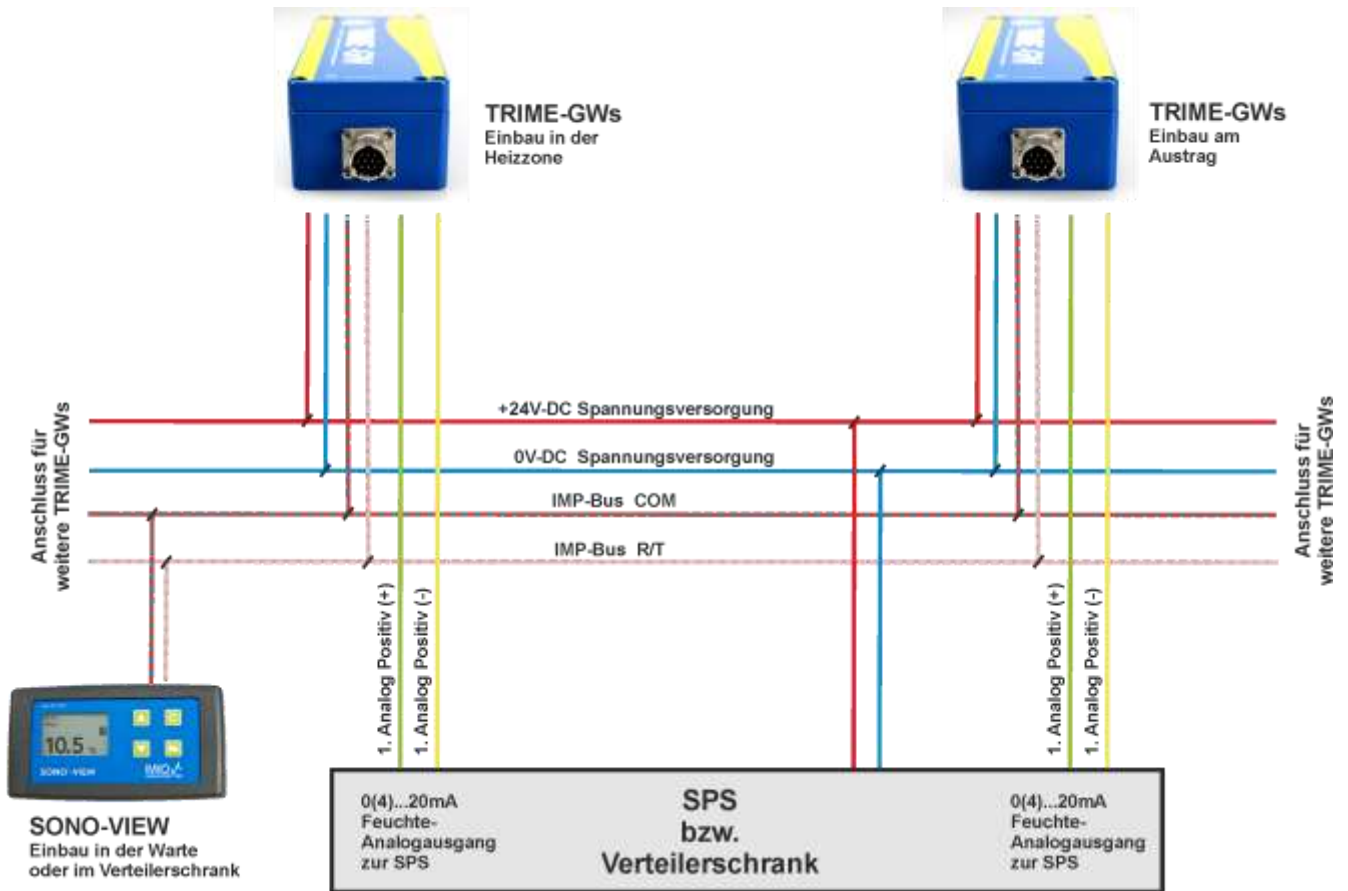 TRIME-GWs
Einbau in der
Heizzone
TRIME-GWs
Einbau am
Austrag
Anschluss für
weitere TRIME-GWs
+24V-DC Spannungsversorgung
0V-DC Spannungsversorgung
IMP-Bus COM
IMP-Bus R/T
Anschluss für
weitere TRIME-GWs
1. Analog Positiv (+)
1. Analog Positiv (-)
1. Analog Positiv (+)
1. Analog Positiv (-)
10.5
SONO-VIEW
SONO-VIEW
Einbau in der Warte
oder im Verteilerschrank
0(4)...20mA
Feuchte-
Analogausgang
zur SPS
SPS
bzw.
Verteilerschrank
0(4)...20mA
Feuchte-
Analogausgang
zur SPS